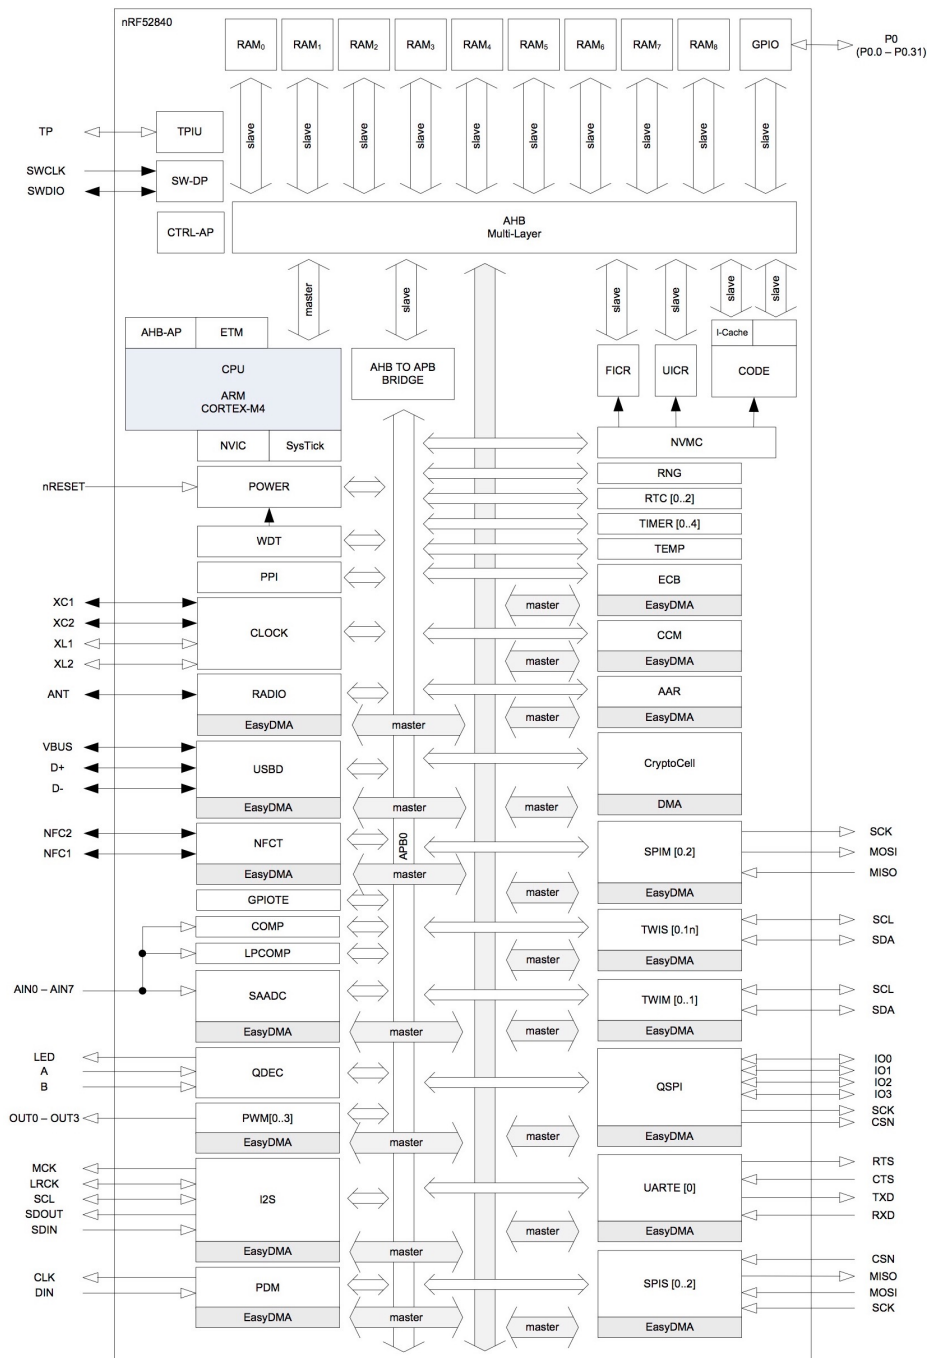 nRF52840
RAM0 RAM1 RAM2 RAM3 RAM4 RAM5 RAM6 RAM7 RAM8 GPIO
P0
(P0.0 – P0.31)
slave slave slave slave slave slave slave slave slave slave
TP
TPIU
SWCLK
SWDIO
SW-DP
CTRL-AP
AHB
Multi-Layer
master
slave
slave
slave
slave
slave
AHB-AP
ETM
CPU
ARM
CORTEX-M4
NVIC
SysTick
AHB TO APB
BRIDGE
FICR
UICR
I-Cache
CODE
NVMC
nRESET
POWER
WDT
PPI
XC1
XC2
XL1
XL2
CLOCK
ANT
RADIO
EasyDMA
master
VBUS
D+
D-
USBD
EasyDMA
master
NFC2
NFC1
NFCT
EasyDMA
master
APB0
GPIOTE
COMP
LPCOMP
AIN0 – AIN7
SAADC
EasyDMA
master
LED
A
B
QDEC
OUT0 – OUT3
PWM[0..3]
EasyDMA
master
MCK
LRCK
SCL
SDOUT
SDIN
I2S
EasyDMA
master
CLK
DIN
PDM
EasyDMA
master
RNG
RTC [0..2]
TIMER [0..4]
TEMP
ECB
master
EasyDMA
CCM
master
EasyDMA
AAR
master
EasyDMA
CryptoCell
master
DMA
SPIM [0.2]
master
EasyDMA
SCK
MOSI
MISO
TWIS [0.1n]
master
EasyDMA
SCL
SDA
TWIM [0..1]
master
EasyDMA
SCL
SDA
QSPI
master
EasyDMA
IO0
IO1
IO2
IO3
SCK
CSN
UARTE [0]
master
EasyDMA
RTS
CTS
TXD
RXD
SPIS [0..2]
master
EasyDMA
CSN
MISO
MOSI
SCK